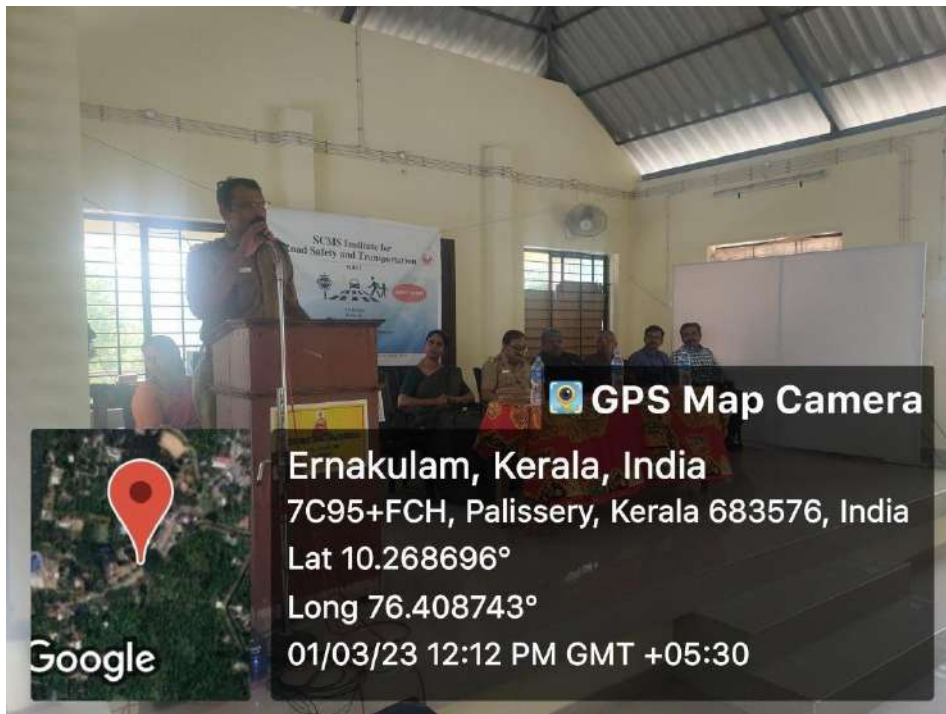 SCMS Institute for
Road Safety and Transportation
GPS Map Camera
Ernakulam, Kerala, India
7C95+FCH, Palissery, Kerala 683576, India
Lat 10.268696°
Long 76.408743°
01/03/23 12:12 PM GMT +05:30
Google